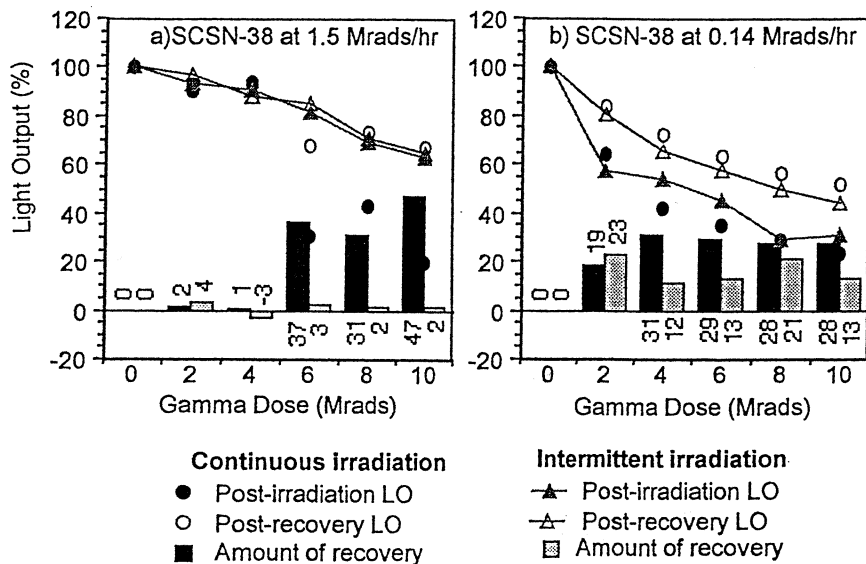 a)SCSN-38 at 1.5 Mrads/hr
b) SCSN-38 at 0.14 Mrads/hr
Light Output (%)
120
100
80
60
40
20
0
-20
0 0 2 4 1 -3 37 3 31 2 47 2
0 2 4 6 8 10
Gamma Dose (Mrads)
120
100
80
60
40
20
0
-20
0 0 19 23 31 12 29 13 28 21 28 13
0 2 4 6 8 10
Gamma Dose (Mrads)
Continuous irradiation
Post-irradiation LO
Post-recovery LO
Amount of recovery
Intermittent irradiation
Post-irradiation LO
Post-recovery LO
Amount of recovery